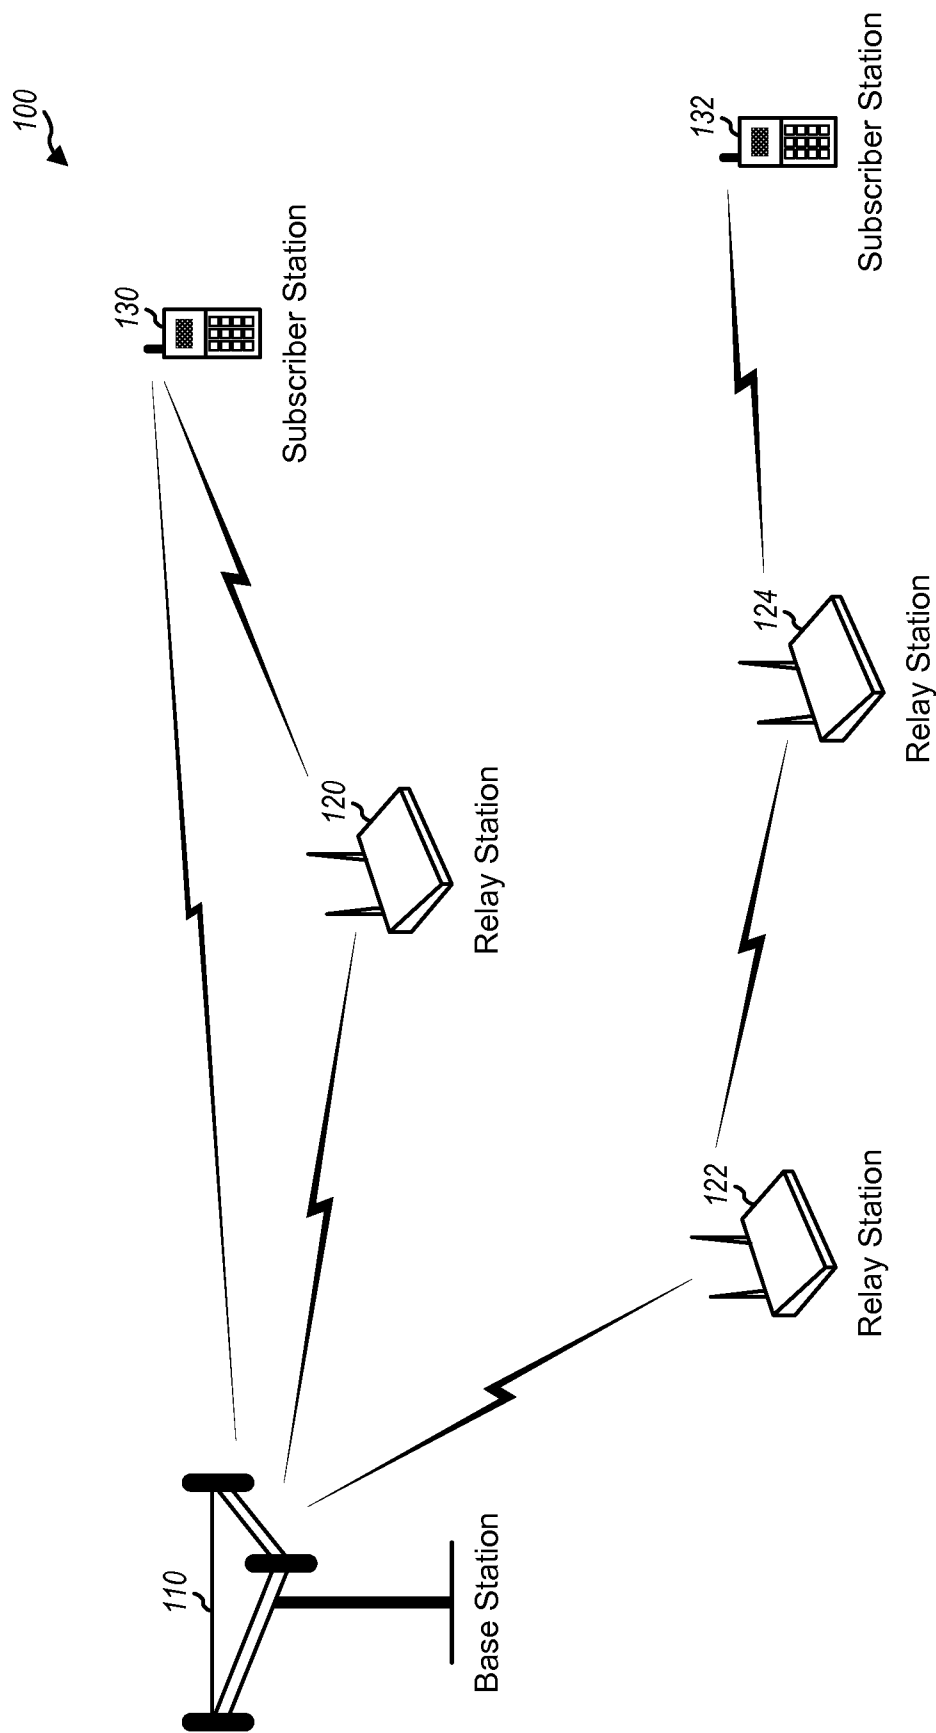 100
130
Subscriber Station
132
Subscriber Station
120
Relay Station
124
Relay Station
110
Base Station
122
Relay Station